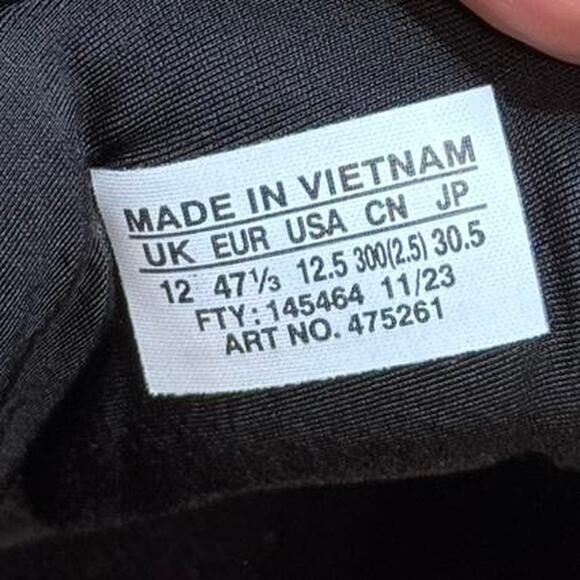 MADE IN VIETNAM
UK EUR USA CN JP
12 47⅓ 12.5 300(2.5) 30.5
FTY: 145464 11/23
ART NO. 475261